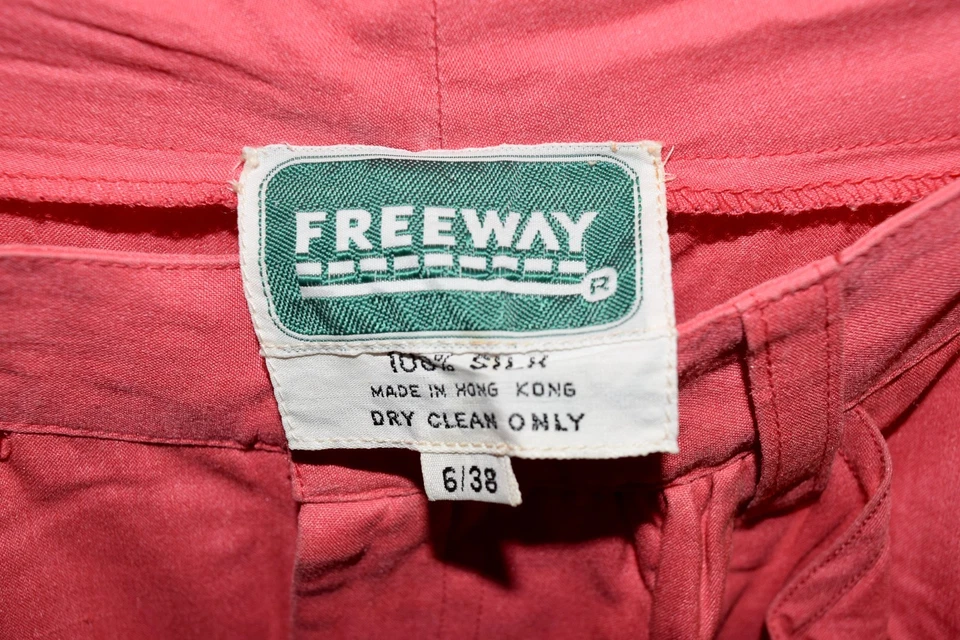 FREEWAY
R
100% SILK
MADE IN HONG KONG
DRY CLEAN ONLY
6/38